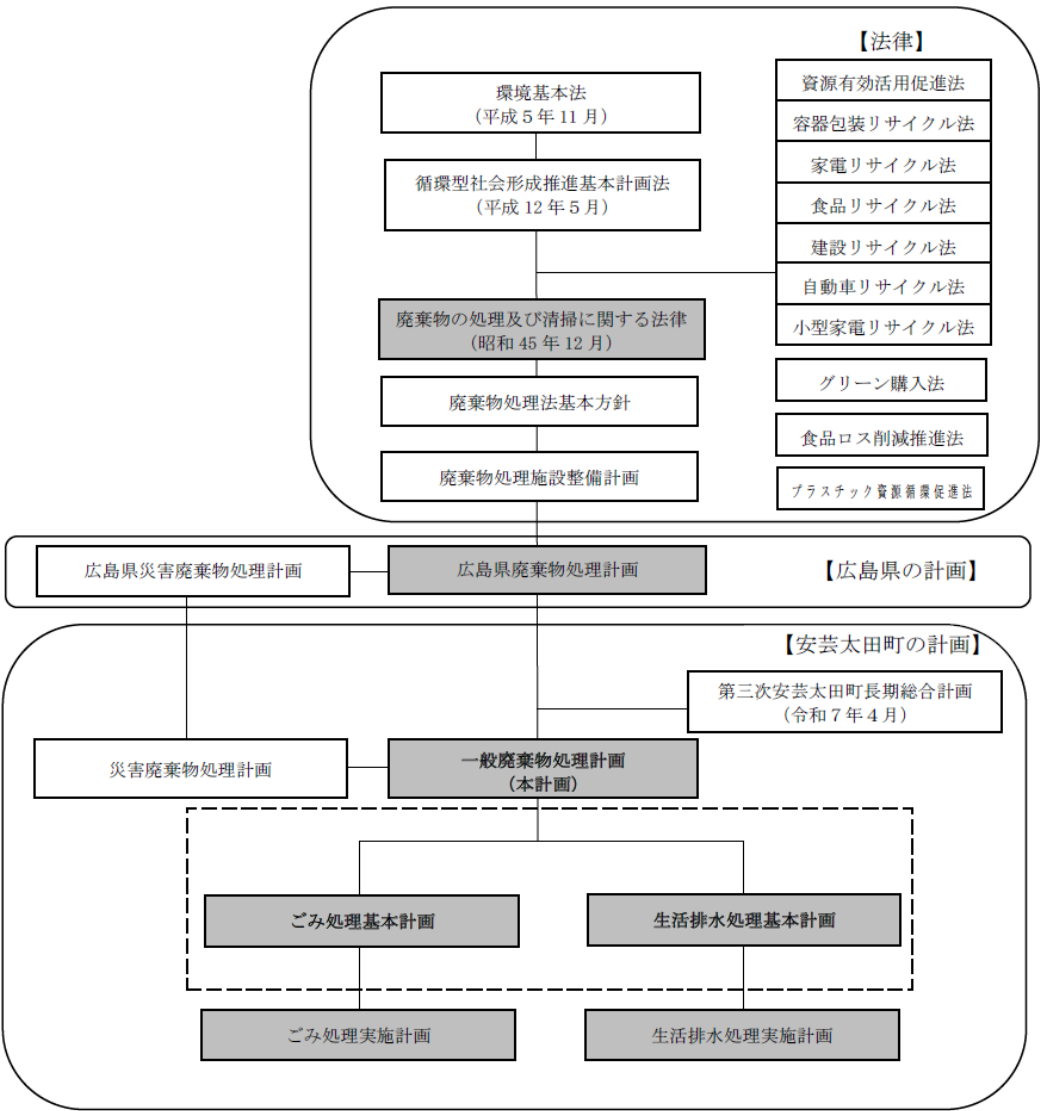 【法律】
環境基本法
（平成５年11月）
循環型社会形成推進基本計画法
（平成12年５月）
資源有効活用促進法
容器包装リサイクル法
家電リサイクル法
食品リサイクル法
建設リサイクル法
自動車リサイクル法
小型家電リサイクル法
廃棄物の処理及び清掃に関する法律
（昭和45年12月）
廃棄物処理法基本方針
廃棄物処理施設整備計画
グリーン購入法
食品ロス削減推進法
プラスチック資源循環促進法
広島県災害廃棄物処理計画
広島県廃棄物処理計画
【広島県の計画】
【安芸太田町の計画】
第三次安芸太田町長期総合計画
（令和７年４月）
災害廃棄物処理計画
一般廃棄物処理計画
（本計画）
ごみ処理基本計画
生活排水処理基本計画
ごみ処理実施計画
生活排水処理実施計画